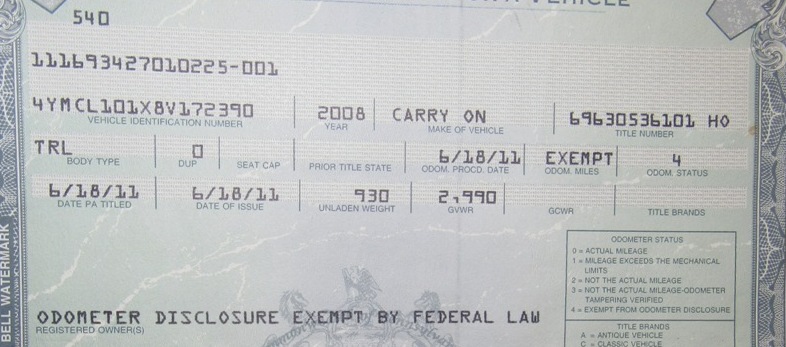 VEHICLE
540
111693427010225-001
4YMCL101X8V172390 2008 CARRY ON 69630536101 HO
VEHICLE IDENTIFICATION NUMBER YEAR MAKE OF VEHICLE TITLE NUMBER
TRL 0 6/18/11 EXEMPT 4
BODY TYPE DUP SEAT CAP PRIOR TITLE STATE ODOM. PROCD. DATE ODOM. MILES ODOM. STATUS
6/18/11 6/18/11 930 2,990
DATE PA TITLED DATE OF ISSUE UNLADEN WEIGHT GVWR GCWR TITLE BRANDS
ODOMETER STATUS
0 = ACTUAL MILEAGE
1 = MILEAGE EXCEEDS THE MECHANICAL
LIMITS
2 = NOT THE ACTUAL MILEAGE
3 = NOT THE ACTUAL MILEAGE-ODOMETER
TAMPERING VERIFIED
4 = EXEMPT FROM ODOMETER DISCLOSURE
ODOMETER DISCLOSURE EXEMPT BY FEDERAL LAW
REGISTERED OWNER(S)
TITLE BRANDS
A = ANTIQUE VEHICLE
C = CLASSIC VEHICLE
BELL WATERMARK